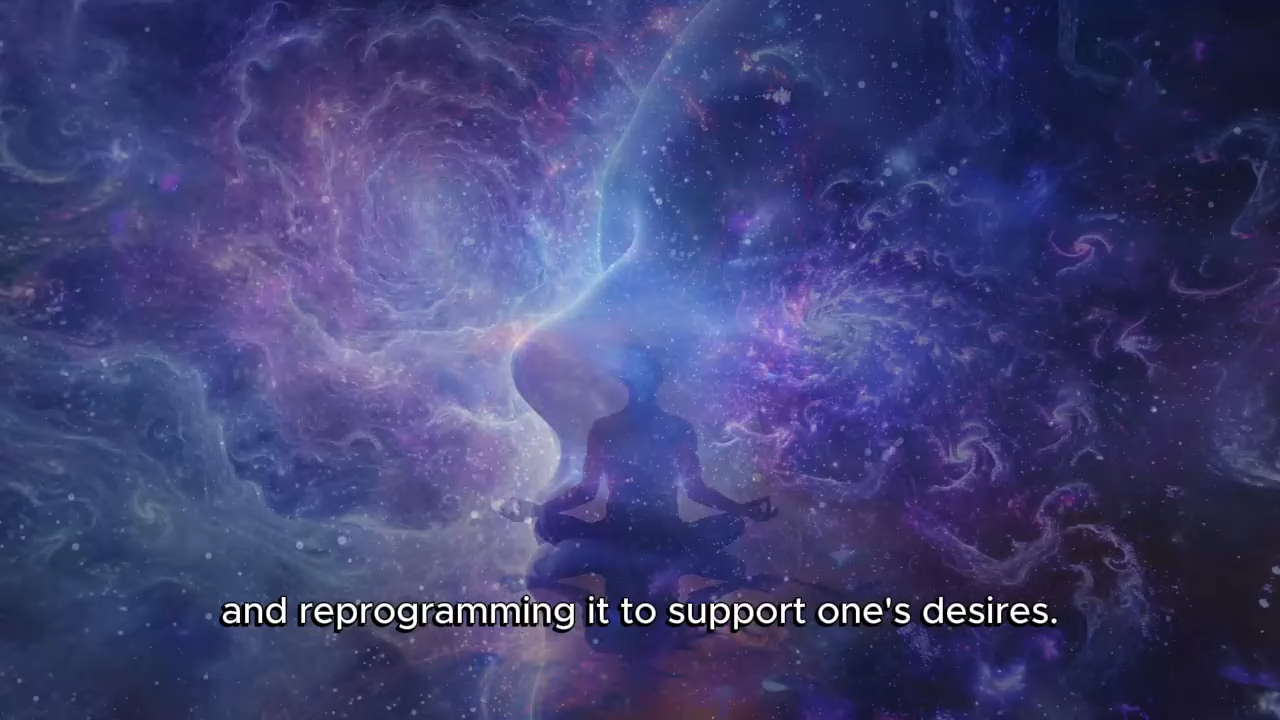 and reprogramming it to support one's desires.